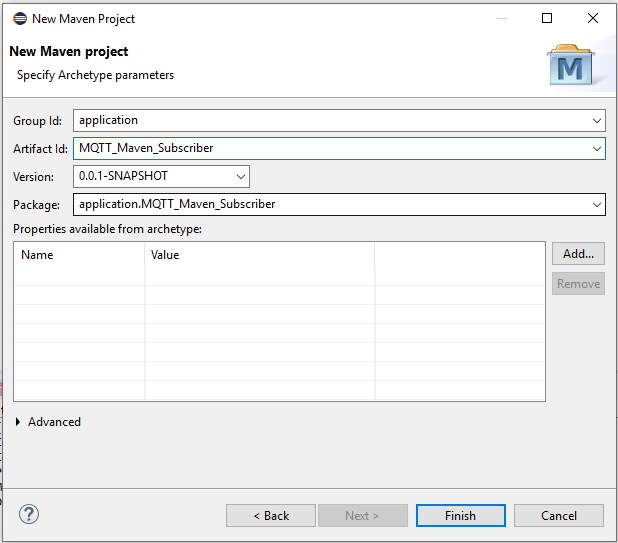 New Maven Project
New Maven project
Specify Archetype parameters
M
Group Id: application
Artifact Id: MQTT_Maven_Subscriber
Version: 0.0.1-SNAPSHOT
Package: application.MQTT_Maven_Subscriber
Properties available from archetype:
Name Value
Add...
Remove
Advanced
? < Back Next > Finish Cancel